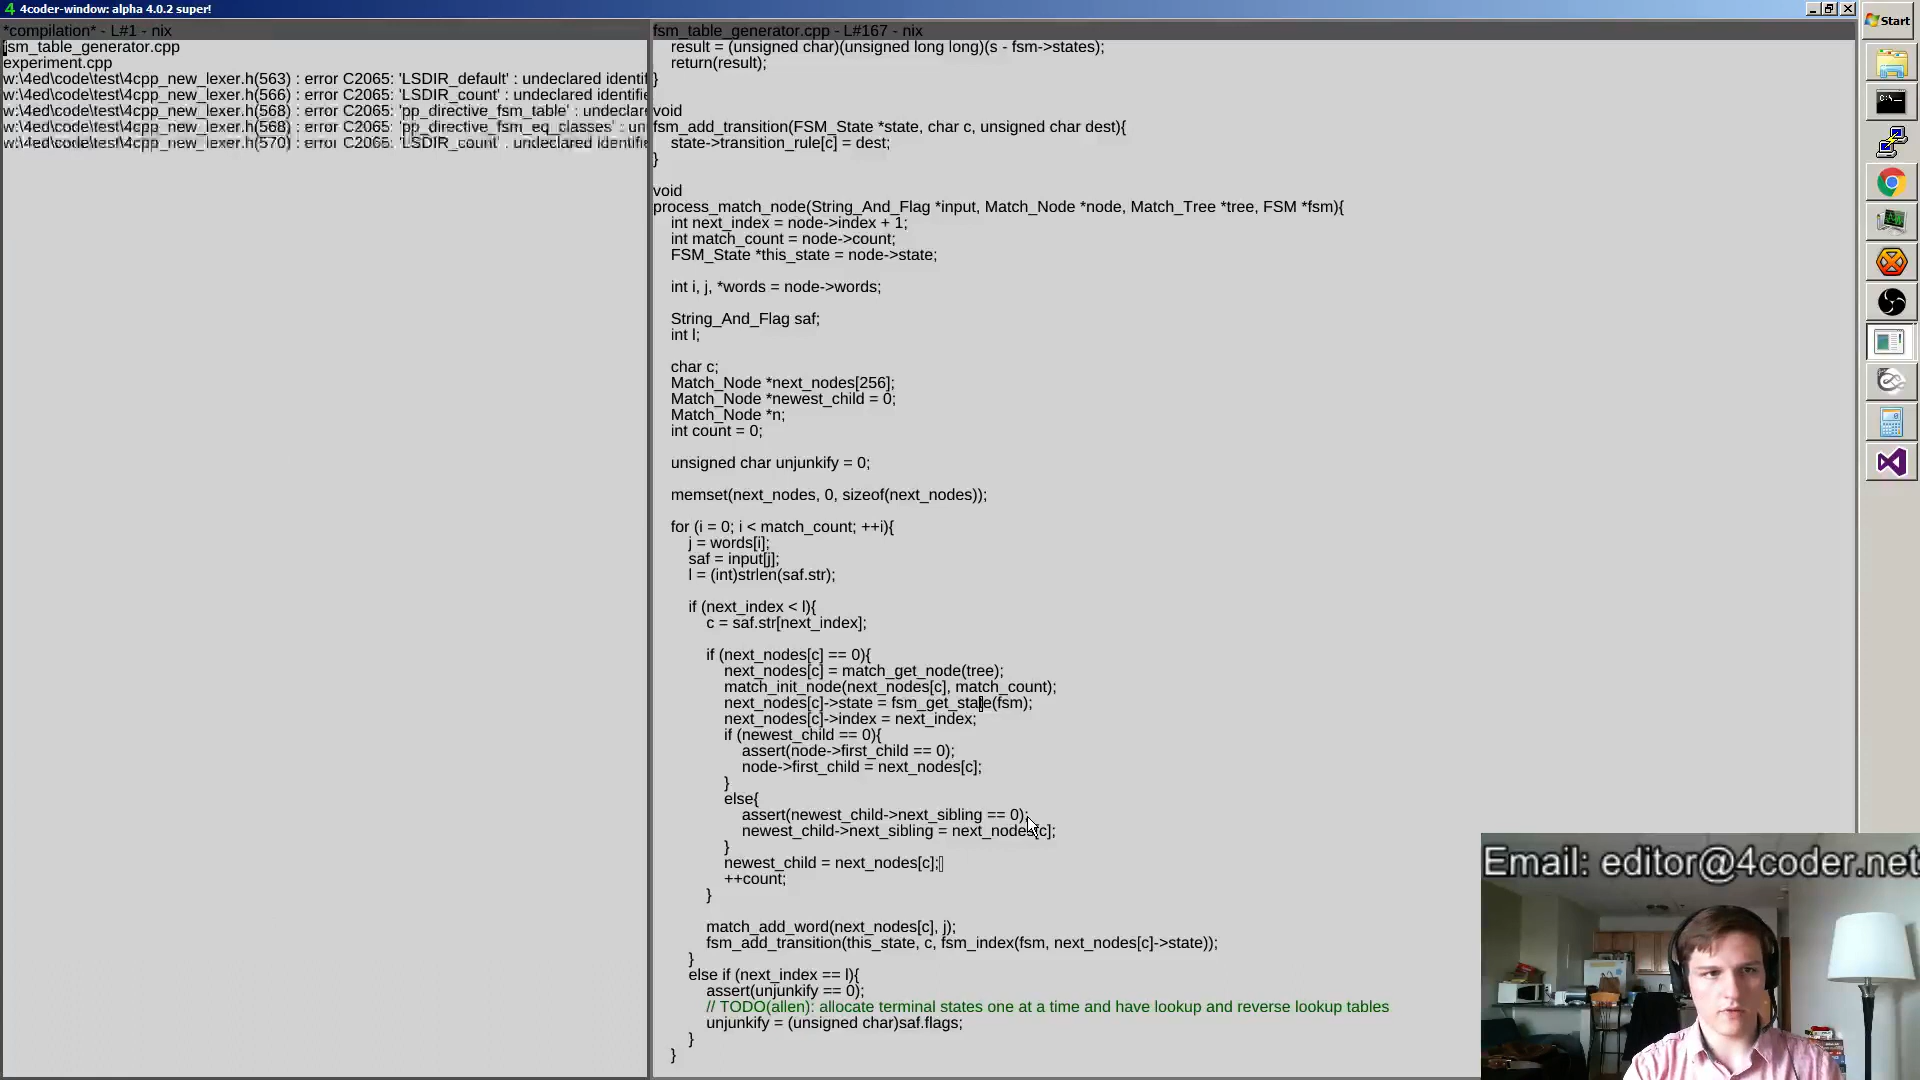 4coder-window: alpha 4.0.2 super!
Start
*compilation* - L#1 - nix
fsm_table_generator.cpp
experiment.cpp
w:\4ed\code\test\4cpp_new_lexer.h(563) : error C2065: 'LSDIR_default' : undeclared identif
w:\4ed\code\test\4cpp_new_lexer.h(566) : error C2065: 'LSDIR_count' : undeclared identifie
w:\4ed\code\test\4cpp_new_lexer.h(568) : error C2065: 'pp_directive_fsm_table' : undeclare
w:\4ed\code\test\4cpp_new_lexer.h(568) : error C2065: 'pp_directive_fsm_eq_classes' : un
w:\4ed\code\test\4cpp_new_lexer.h(570) : error C2065: 'LSDIR_count' : undeclared identifie
fsm_table_generator.cpp - L#167 - nix
result = (unsigned char)(unsigned long long)(s - fsm->states);
return(result);
}
void
fsm_add_transition(FSM_State *state, char c, unsigned char dest){
state->transition_rule[c] = dest;
}
void
process_match_node(String_And_Flag *input, Match_Node *node, Match_Tree *tree, FSM *fsm){
int next_index = node->index + 1;
int match_count = node->count;
FSM_State *this_state = node->state;
int i, j, *words = node->words;
String_And_Flag saf;
int l;
char c;
Match_Node *next_nodes[256];
Match_Node *newest_child = 0;
Match_Node *n;
int count = 0;
unsigned char unjunkify = 0;
memset(next_nodes, 0, sizeof(next_nodes));
for (i = 0; i < match_count; ++i){
j = words[i];
saf = input[j];
l = (int)strlen(saf.str);
if (next_index < l){
c = saf.str[next_index];
if (next_nodes[c] == 0){
next_nodes[c] = match_get_node(tree);
match_init_node(next_nodes[c], match_count);
next_nodes[c]->state = fsm_get_state(fsm);
next_nodes[c]->index = next_index;
if (newest_child == 0){
assert(node->first_child == 0);
node->first_child = next_nodes[c];
}
else{
assert(newest_child->next_sibling == 0);
newest_child->next_sibling = next_nodes[c];
}
newest_child = next_nodes[c];
++count;
}
match_add_word(next_nodes[c], j);
fsm_add_transition(this_state, c, fsm_index(fsm, next_nodes[c]->state));
}
else if (next_index == l){
assert(unjunkify == 0);
// TODO(allen): allocate terminal states one at a time and have lookup and reverse lookup tables
unjunkify = (unsigned char)saf.flags;
}
}
Email: editor@4coder.net